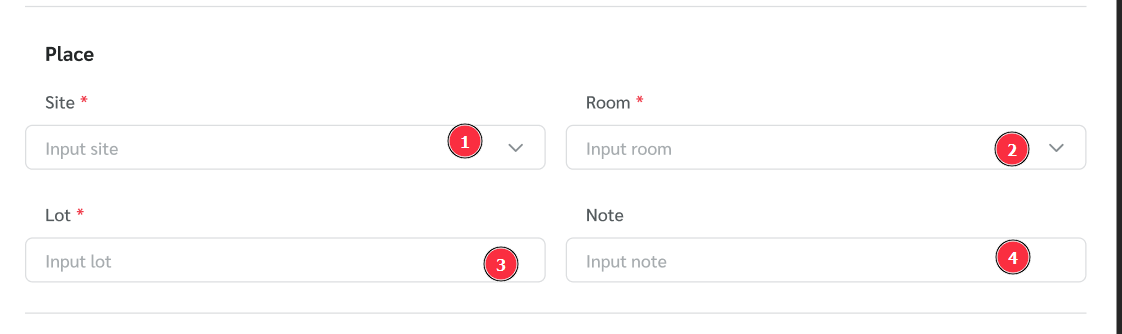 Place
Site *
Room *
Input site 1
Input room 2
Lot *
Note
Input lot 3
Input note 4